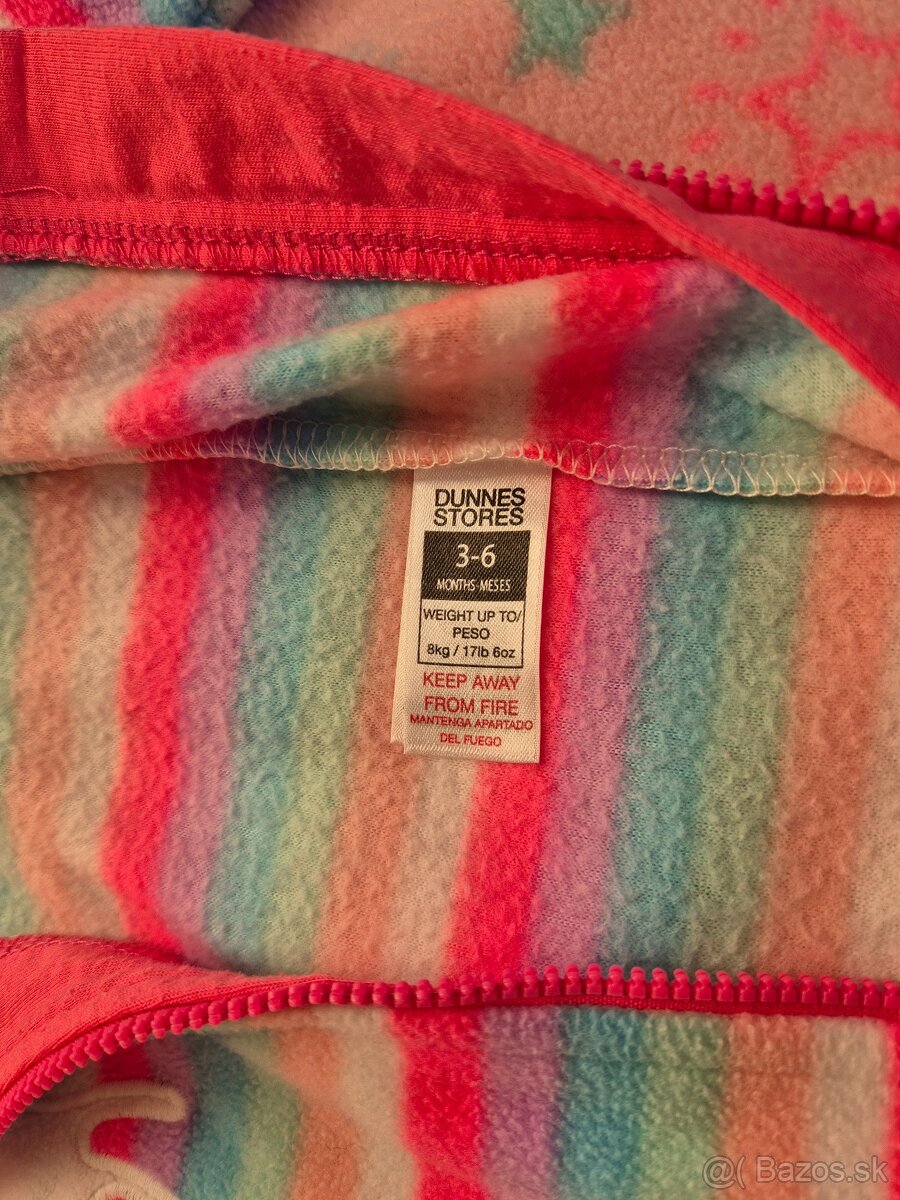 DUNNES
STORES
3-6
MONTHS-MESES
WEIGHT UP TO/
PESO
8kg / 17lb 6oz
KEEP AWAY
FROM FIRE
MANTENGA APARTADO
DEL FUEGO
@( Bazos.sk